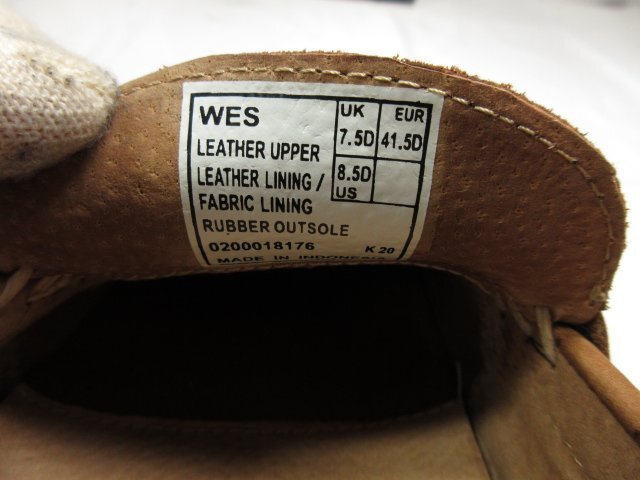 WES
UK EUR
7.5D 41.5D
8.5D
US
LEATHER UPPER
LEATHER LINING /
FABRIC LINING
RUBBER OUTSOLE
0200018176 K 20
MADE IN INDONESIA